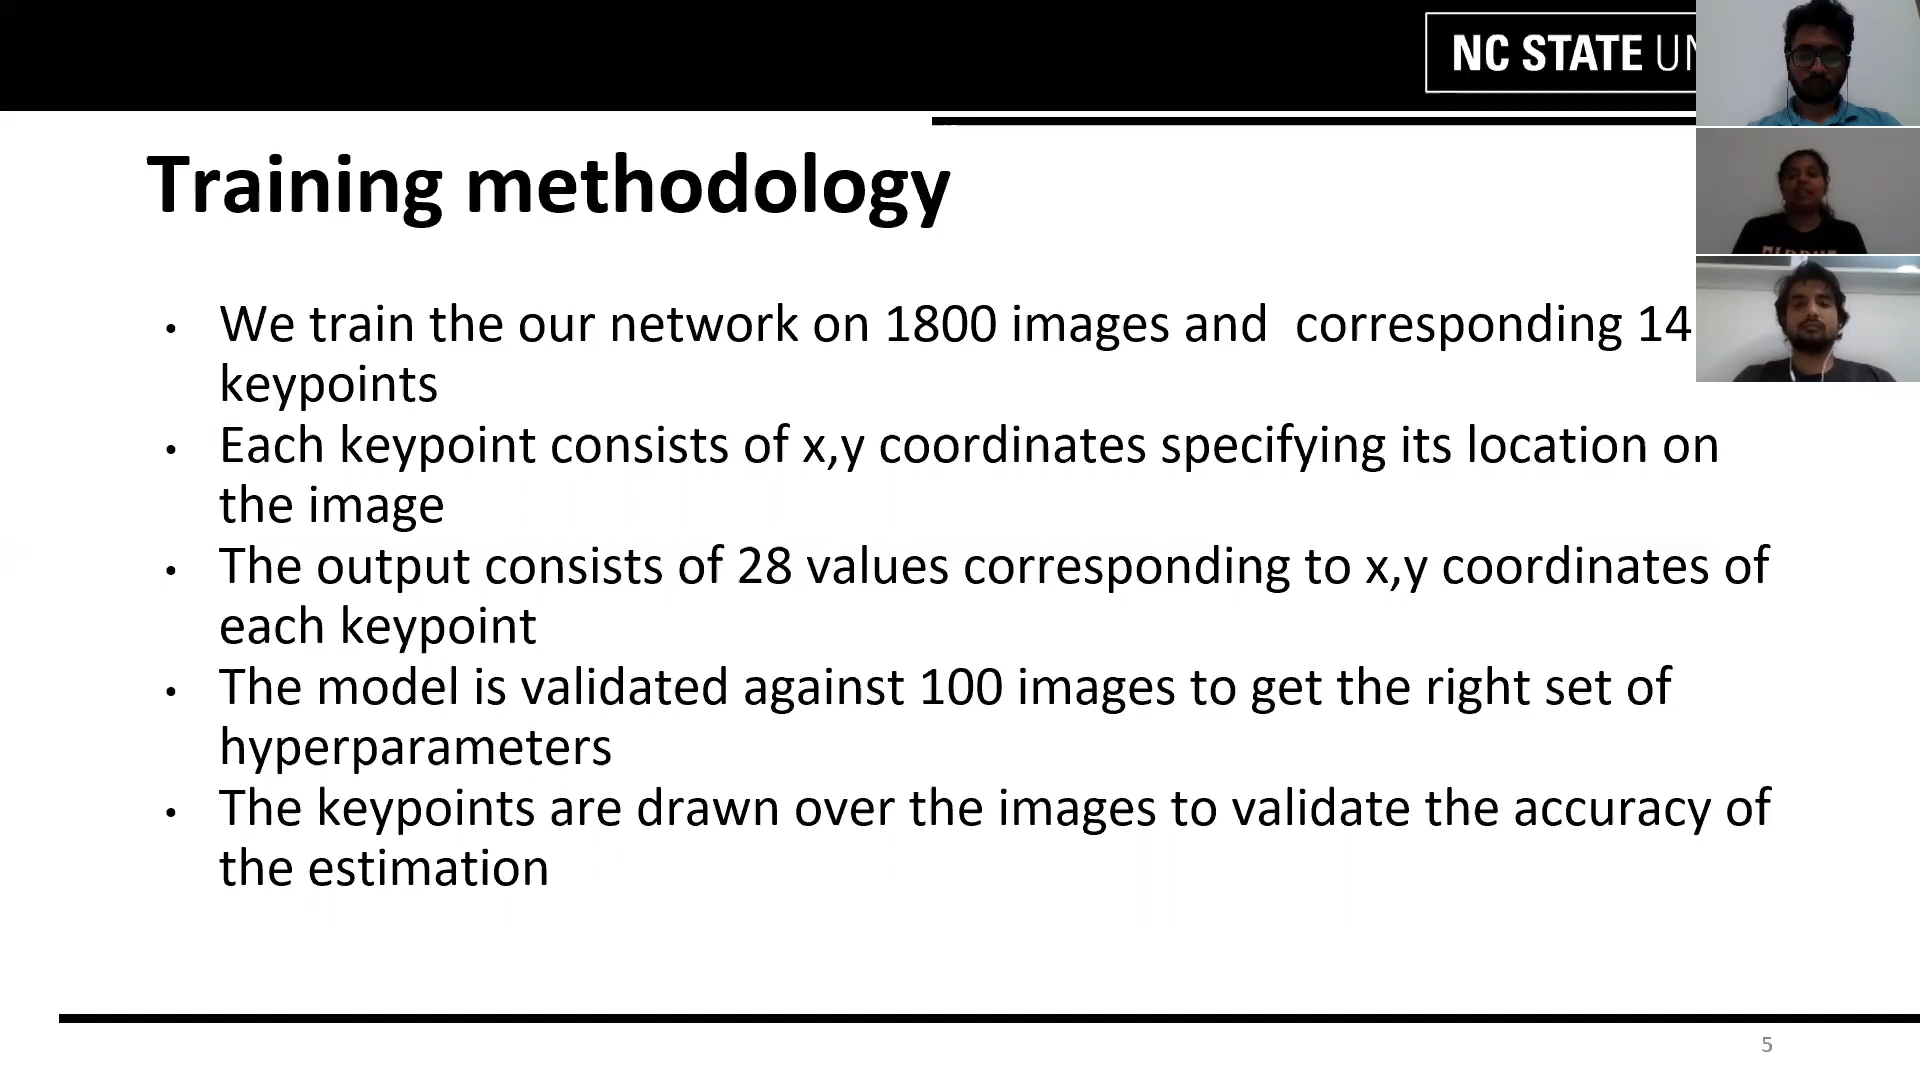 NC STATE UN
Training methodology
• We train the our network on 1800 images and  corresponding 14
keypoints
• Each keypoint consists of x,y coordinates specifying its location on
the image
• The output consists of 28 values corresponding to x,y coordinates of
each keypoint
• The model is validated against 100 images to get the right set of
hyperparameters
• The keypoints are drawn over the images to validate the accuracy of
the estimation
5